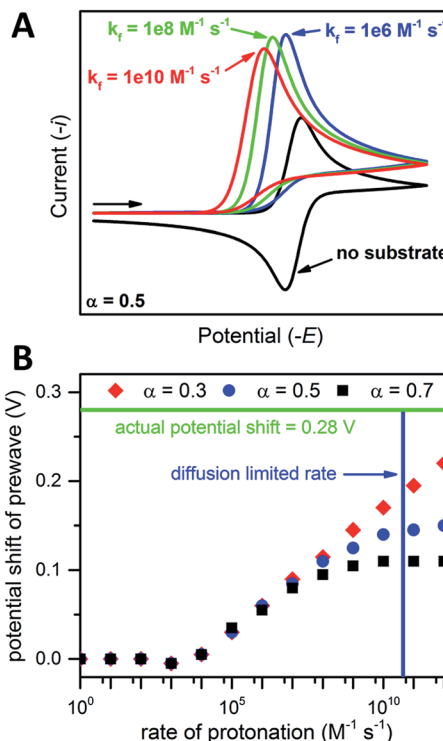 A
k_f = 1e8 M⁻¹ s⁻¹
k_f = 1e6 M⁻¹ s⁻¹
k_f = 1e10 M⁻¹ s⁻¹
Current (-i)
no substrate
α = 0.5
Potential (-E)
B
0.3
α = 0.3
α = 0.5
α = 0.7
actual potential shift = 0.28 V
diffusion limited rate
0.2
0.1
0.0
potential shift of prewave (V)
10⁰
10⁵
10¹⁰
rate of protonation (M⁻¹ s⁻¹)